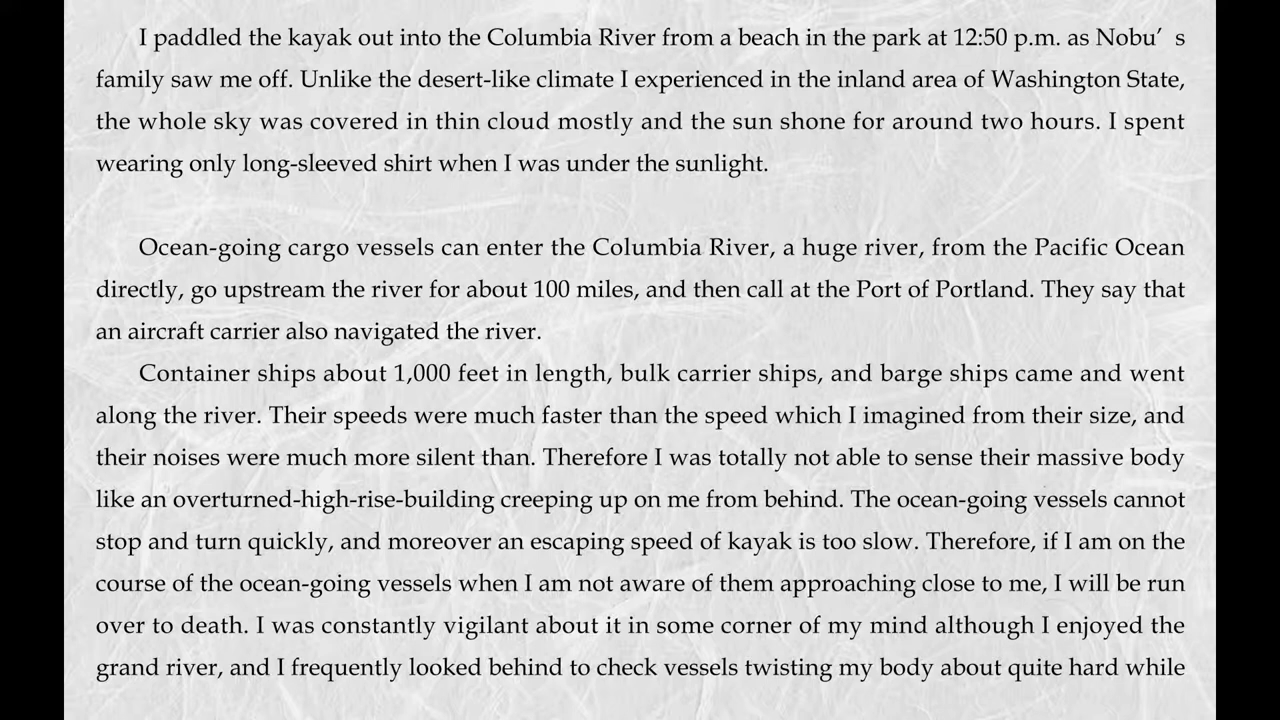 I paddled the kayak out into the Columbia River from a beach in the park at 12:50 p.m. as Nobu’ s
family saw me off. Unlike the desert-like climate I experienced in the inland area of Washington State,
the whole sky was covered in thin cloud mostly and the sun shone for around two hours. I spent
wearing only long-sleeved shirt when I was under the sunlight.
Ocean-going cargo vessels can enter the Columbia River, a huge river, from the Pacific Ocean
directly, go upstream the river for about 100 miles, and then call at the Port of Portland. They say that
an aircraft carrier also navigated the river.
Container ships about 1,000 feet in length, bulk carrier ships, and barge ships came and went
along the river. Their speeds were much faster than the speed which I imagined from their size, and
their noises were much more silent than. Therefore I was totally not able to sense their massive body
like an overturned-high-rise-building creeping up on me from behind. The ocean-going vessels cannot
stop and turn quickly, and moreover an escaping speed of kayak is too slow. Therefore, if I am on the
course of the ocean-going vessels when I am not aware of them approaching close to me, I will be run
over to death. I was constantly vigilant about it in some corner of my mind although I enjoyed the
grand river, and I frequently looked behind to check vessels twisting my body about quite hard while